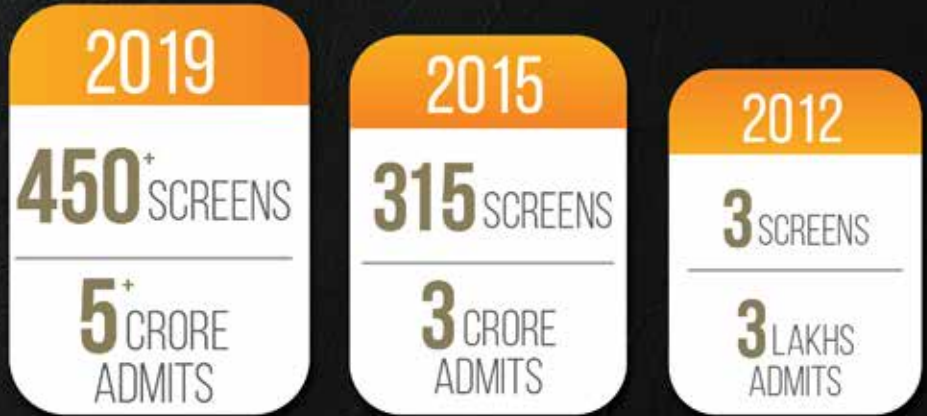 2019
450+ SCREENS
5+ CRORE
ADMITS
2015
315 SCREENS
3 CRORE
ADMITS
2012
3 SCREENS
3 LAKHS
ADMITS